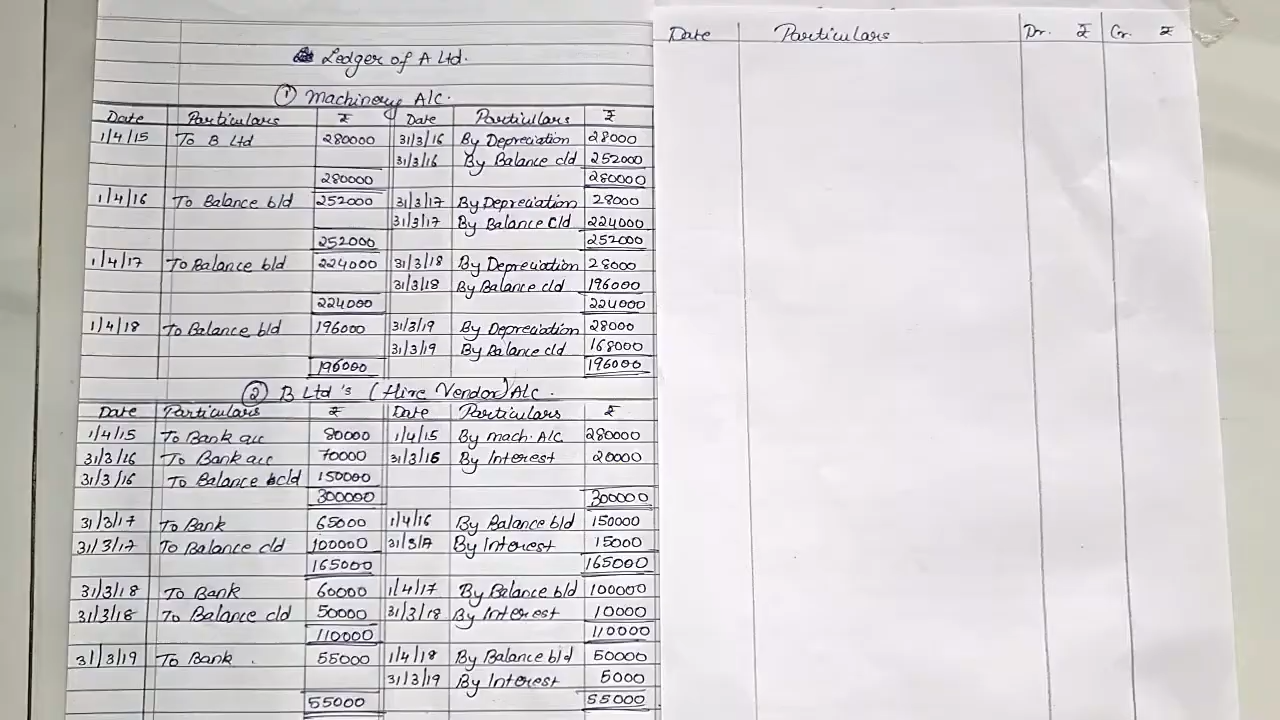 Ledger of A Ltd.
① Machinery A/c.
Date Particulars ₹ Date Particulars ₹
1/4/15 To B Ltd 280000 31/3/16 By Depreciation 28000
31/3/16 By Balance c/d 252000
280000 280000
1/4/16 To Balance b/d 252000 31/3/17 By Depreciation 28000
31/3/17 By Balance C/d 224000
252000 252000
1/4/17 To Balance b/d 224000 31/3/18 By Depreciation 28000
31/3/18 By Balance c/d 196000
224000 224000
1/4/18 To Balance b/d 196000 31/3/19 By Depreciation 28000
31/3/19 By Balance c/d 168000
196000 196000
② B Ltd's (Hire Vendor) A/c.
Date Particulars ₹ Date Particulars ₹
1/4/15 To Bank a/c 80000 1/4/15 By mach. A/c 280000
31/3/16 To Bank a/c 70000 31/3/16 By Interest 20000
31/3/16 To Balance c/d 150000
300000 300000
31/3/17 To Bank 65000 1/4/16 By Balance b/d 150000
31/3/17 To Balance c/d 100000 31/3/17 By Interest 15000
165000 165000
31/3/18 To Bank 60000 1/4/17 By Balance b/d 100000
31/3/18 To Balance c/d 50000 31/3/18 By Interest 10000
110000 110000
31/3/19 To Bank . 55000 1/4/18 By Balance b/d 50000
31/3/19 By Interest 5000
55000 55000
Date Particulars Dr. ₹ Cr. ₹